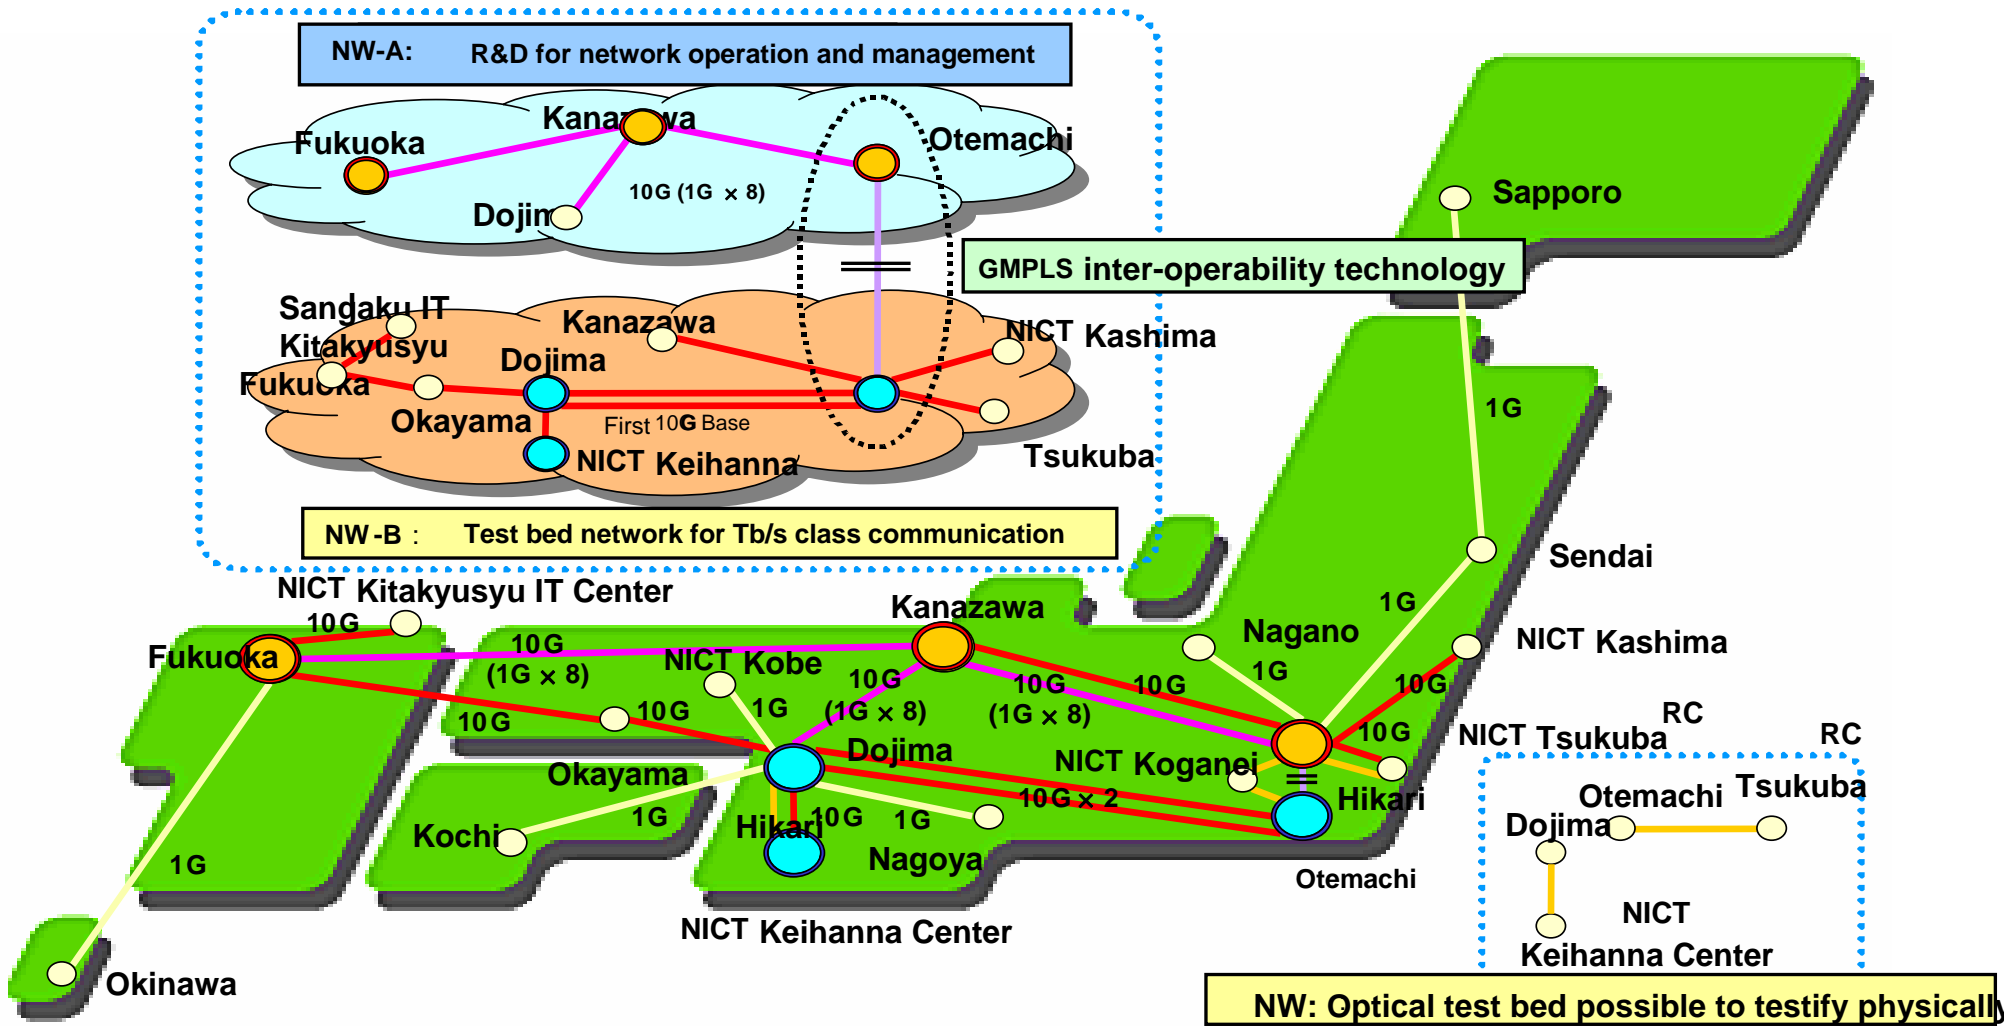 NW-A: R&D for network operation and management
Kanazawa
Fukuoka
Otemachi
10G (1G × 8)
Dojim
Sapporo
GMPLS inter-operability technology
Sangaku IT
Kitakyusyu
Fukuoka
Kanazawa
Dojima
NICT Kashima
Okayama
First 10G Base
NICT Keihanna
Tsukuba
1G
NW-B : Test bed network for Tb/s class communication
Sendai
NICT Kitakyusyu IT Center
10G
Fukuoka
10G
(1G × 8)
Kanazawa
1G
Nagano
1G
NICT Kashima
NICT Kobe
10G
(1G × 8)
10G
(1G × 8)
10G
10G
10G
10G
1G
10G
Okayama
Dojima
NICT Koganei
NICT Tsukuba
RC
RC
10G × 2
Hikari
Kochi
1G
Hikari
10G
1G
Nagoya
Otemachi
1G
Otemachi
Tsukuba
Dojima
NICT
Keihanna Center
NICT Keihanna Center
Okinawa
NW: Optical test bed possible to testify physically